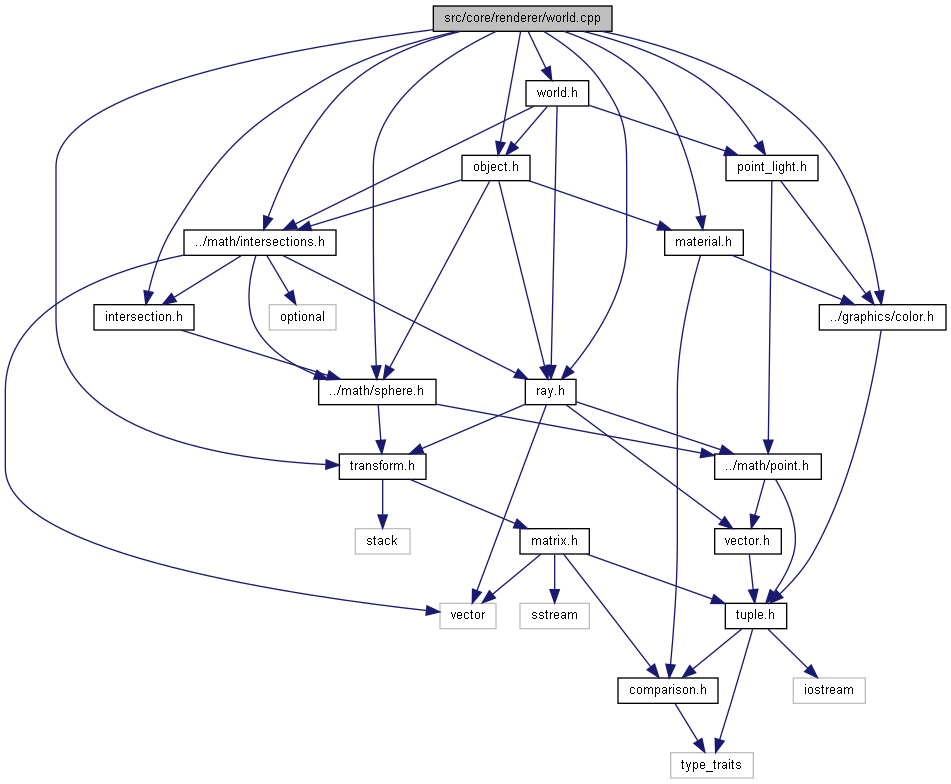 src/core/renderer/world.cpp
world.h
object.h
point_light.h
../math/intersections.h
material.h
intersection.h
optional
../graphics/color.h
../math/sphere.h
ray.h
transform.h
../math/point.h
stack
matrix.h
vector.h
vector
sstream
tuple.h
comparison.h
iostream
type_traits